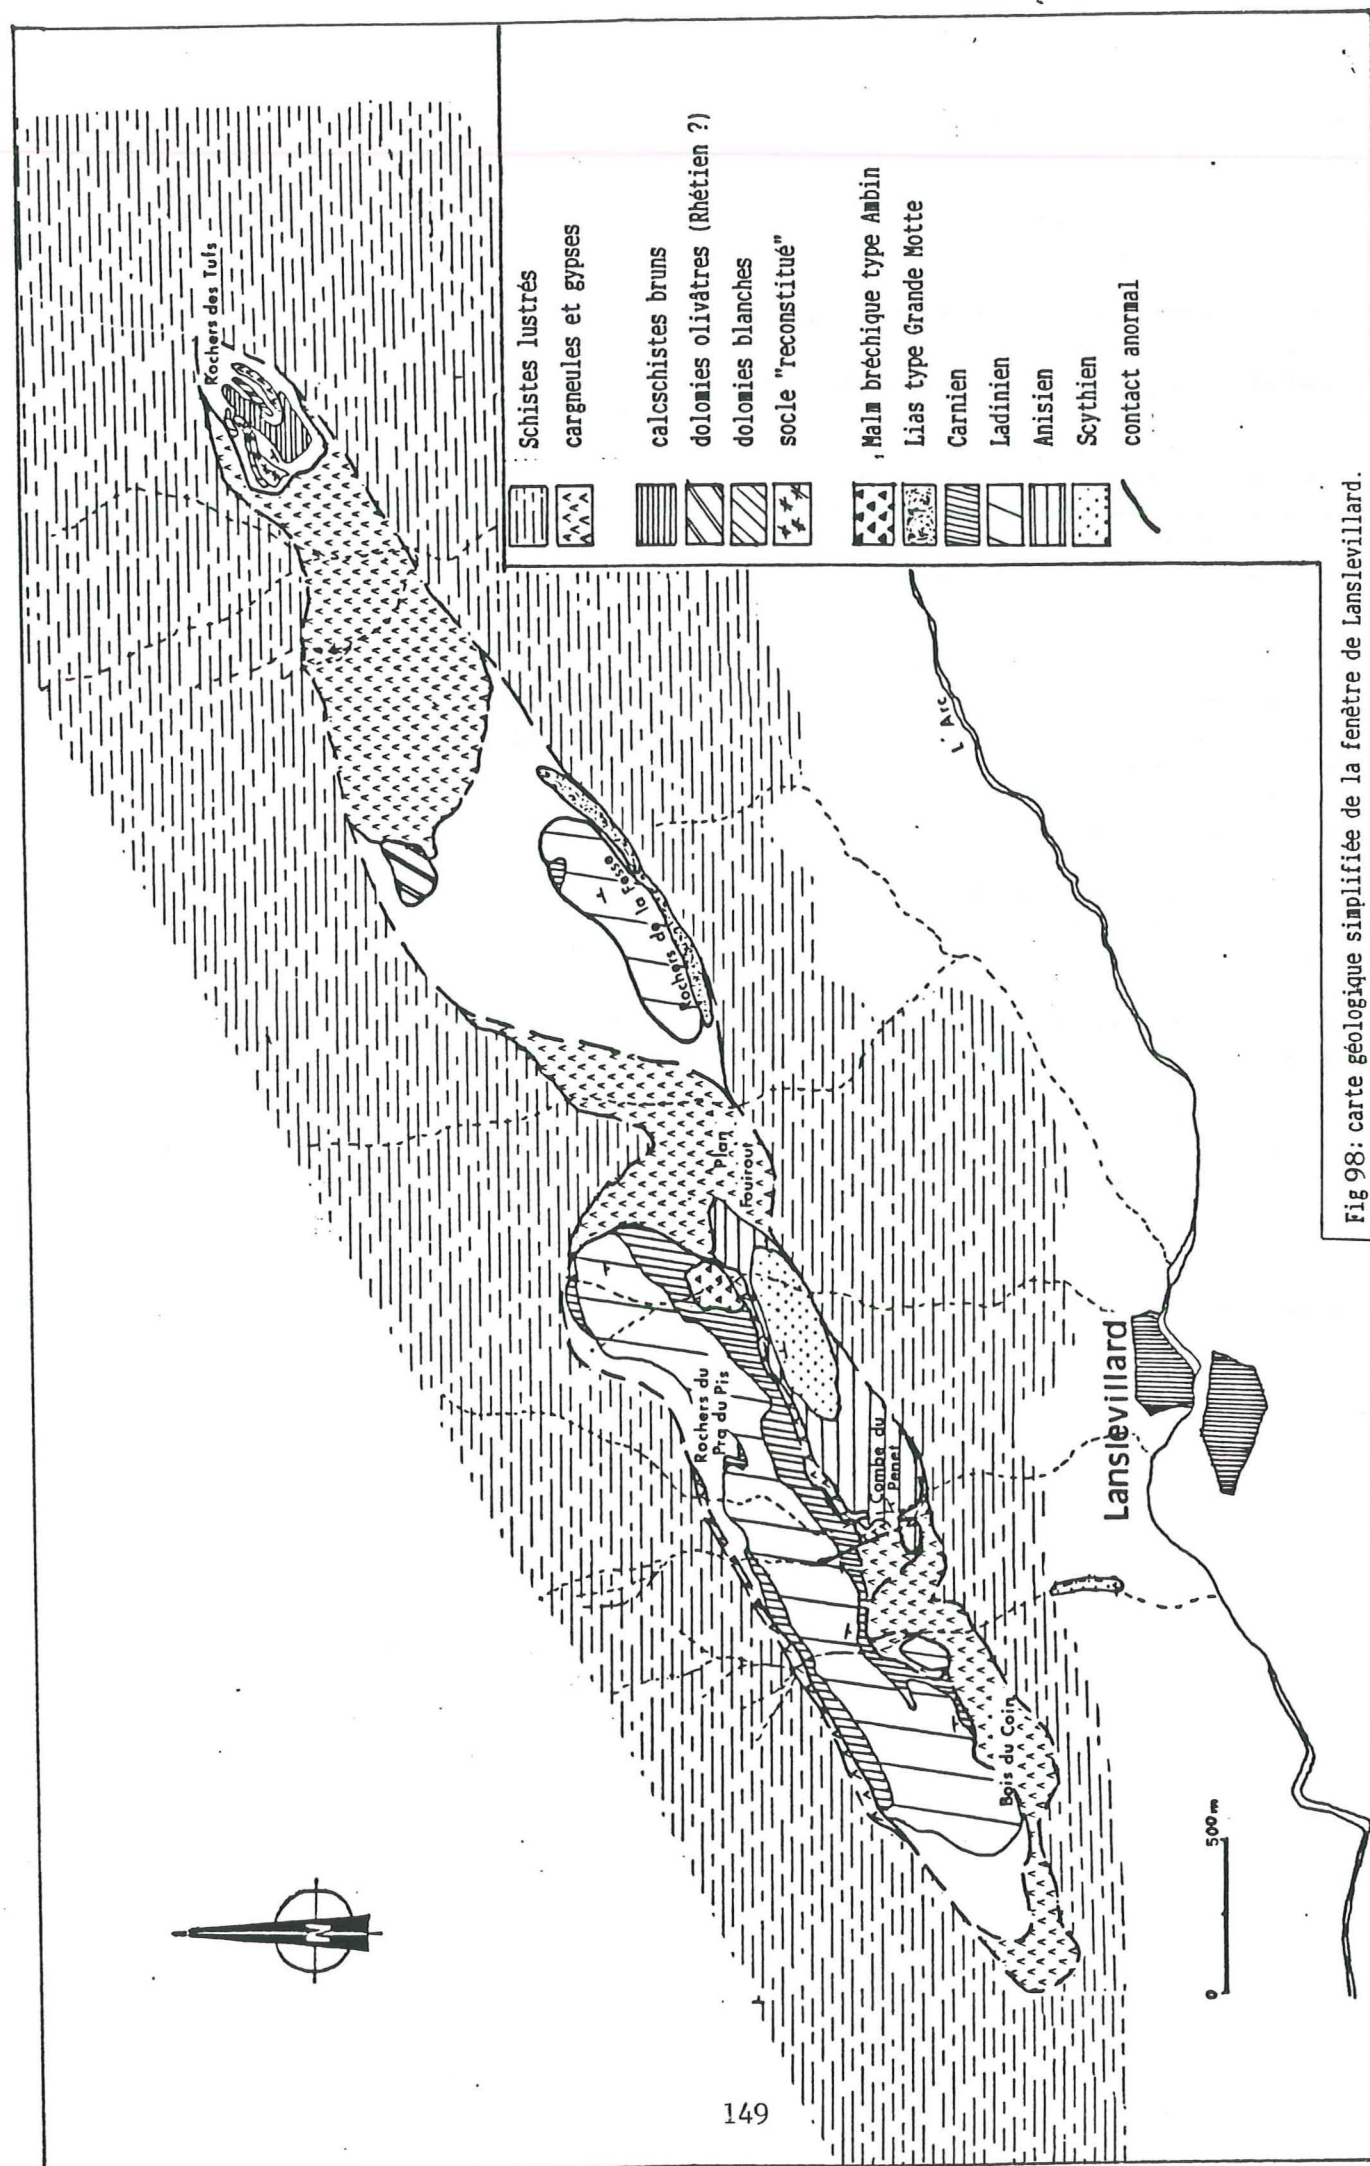 Rochers des Tufs
Schistes lustrés
cargneules et gypses
calcschistes bruns
dolomies olivâtres (Rhétien ?)
dolomies blanches
socle "reconstitué"
Malm bréchique type Ambin
Lias type Grande Motte
Carnien
Ladinien
Anisien
Scythien
contact anormal
L'Arc
Rochers de la Fesse
Plan
Fouirout
Rochers du
Pra du Pis
Combe du
Penet
Bois du Coin
Lanslevillard
N
0 500m
Fig 98: carte géologique simplifiée de la fenêtre de Lanslevillard.
149